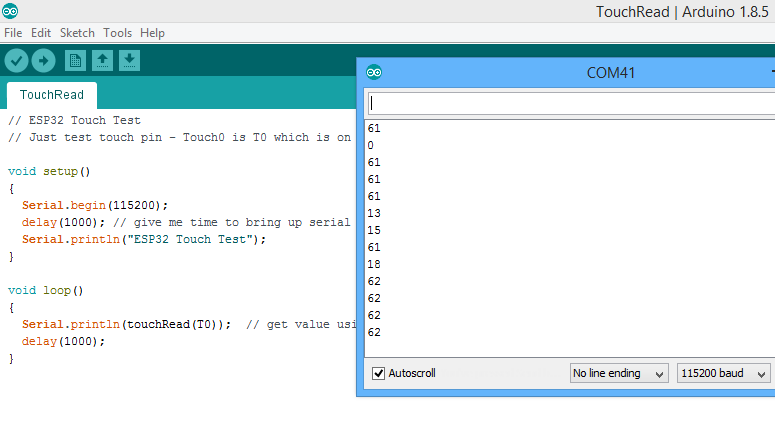 TouchRead | Arduino 1.8.5
File Edit Sketch Tools Help
TouchRead
// ESP32 Touch Test
// Just test touch pin - Touch0 is T0 which is on
void setup()
{
Serial.begin(115200);
delay(1000); // give me time to bring up serial
Serial.println("ESP32 Touch Test");
}
void loop()
{
Serial.println(touchRead(T0)); // get value usi
delay(1000);
}
COM41
61
0
61
61
61
13
15
61
18
62
62
62
62
Autoscroll
No line ending
115200 baud